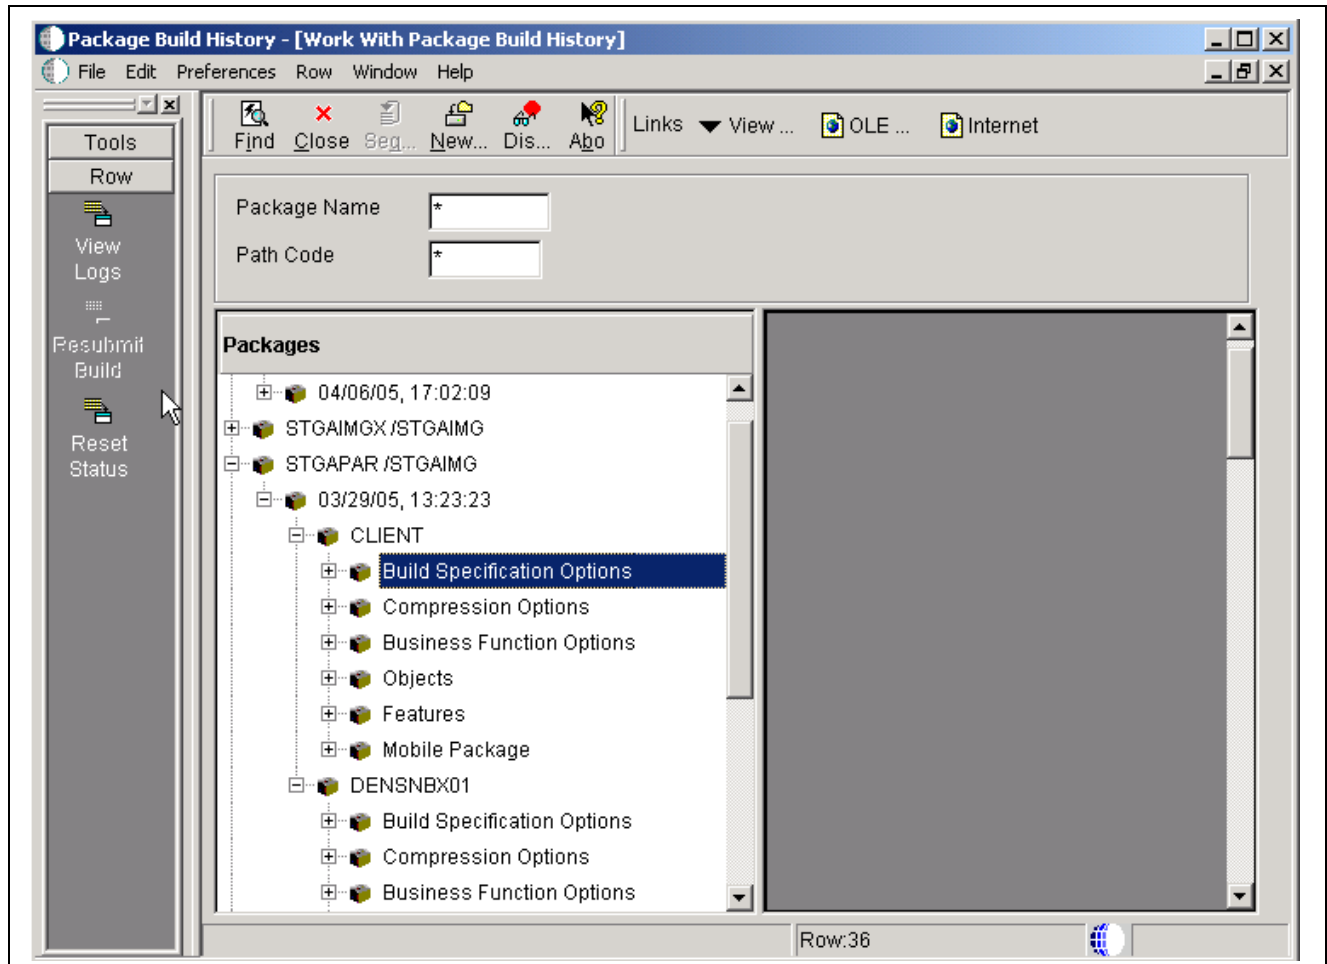 Package Build History - [Work With Package Build History]
File Edit Preferences Row Window Help
Tools
Row
View
Logs
Resubmit
Build
Reset
Status
Find Close Seq... New... Dis... Abo Links View ... OLE ... Internet
Package Name *
Path Code *
Packages
04/06/05, 17:02:09
STGAIMGX /STGAIMG
STGAPAR /STGAIMG
03/29/05, 13:23:23
CLIENT
Build Specification Options
Compression Options
Business Function Options
Objects
Features
Mobile Package
DENSNBX01
Build Specification Options
Compression Options
Business Function Options
Row:36